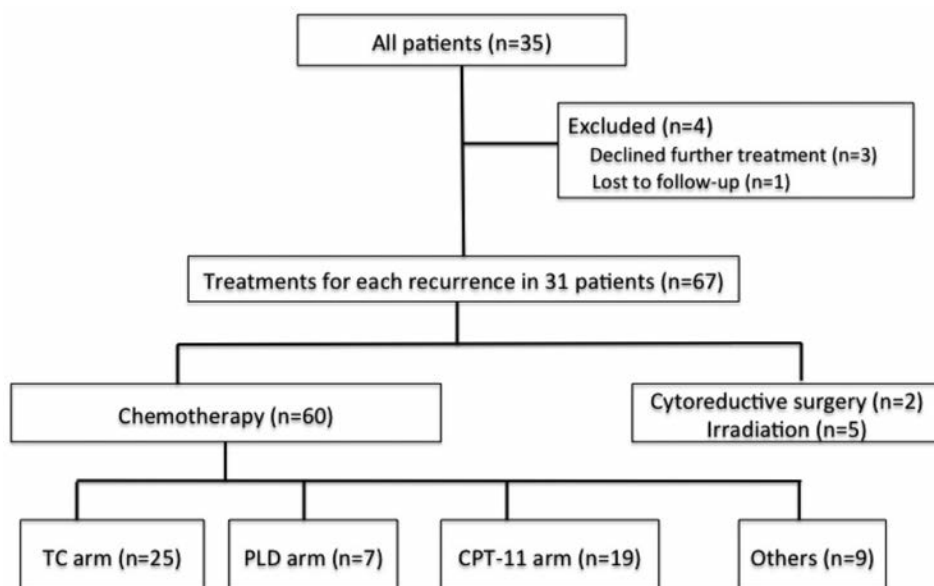 All patients (n=35)
Excluded (n=4)
Declined further treatment (n=3)
Lost to follow-up (n=1)
Treatments for each recurrence in 31 patients (n=67)
Chemotherapy (n=60)
Cytoreductive surgery (n=2)
Irradiation (n=5)
TC arm (n=25)
PLD arm (n=7)
CPT-11 arm (n=19)
Others (n=9)